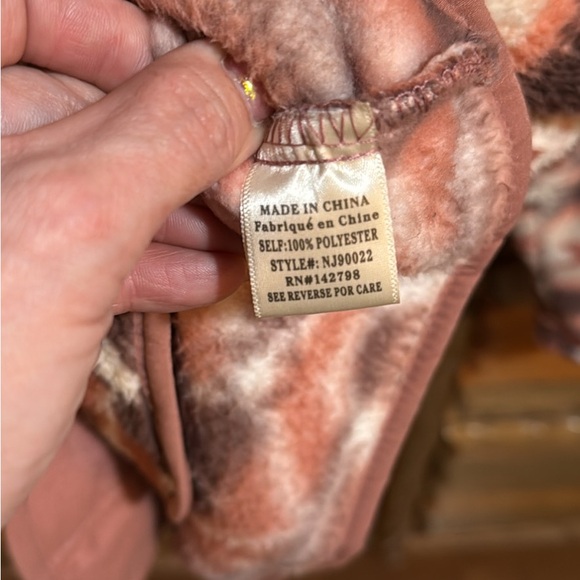 MADE IN CHINA
Fabriqué en Chine
SELF:100% POLYESTER
STYLE#: NJ90022
RN#142798
SEE REVERSE POR CARE